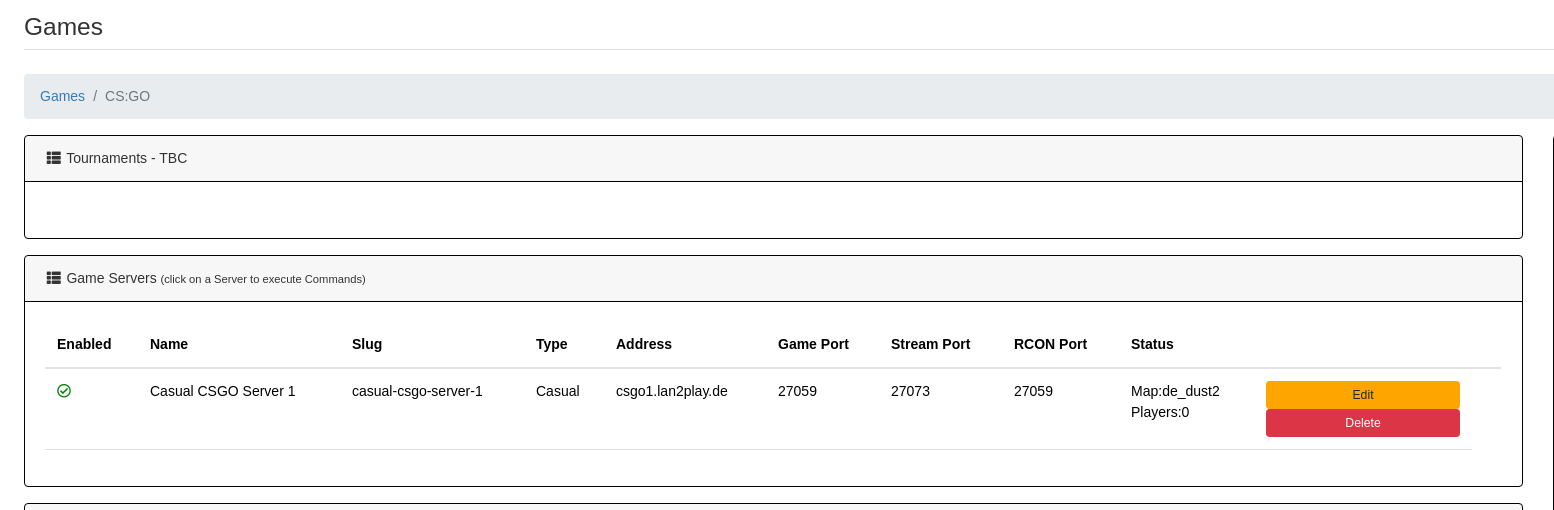 Games
Games / CS:GO
Tournaments - TBC
Game Servers (click on a Server to execute Commands)
Enabled Name Slug Type Address Game Port Stream Port RCON Port Status
Casual CSGO Server 1 casual-csgo-server-1 Casual csgo1.lan2play.de 27059 27073 27059 Map:de_dust2 Edit
Players:0 Delete